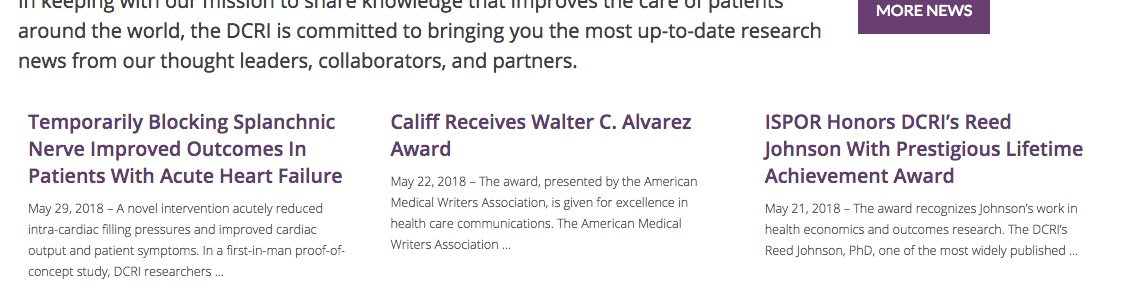 In keeping with our mission to share knowledge that improves the care of patients
around the world, the DCRI is committed to bringing you the most up-to-date research
news from our thought leaders, collaborators, and partners.
MORE NEWS
Temporarily Blocking Splanchnic
Nerve Improved Outcomes In
Patients With Acute Heart Failure
May 29, 2018 – A novel intervention acutely reduced
intra-cardiac filling pressures and improved cardiac
output and patient symptoms. In a first-in-man proof-of-
concept study, DCRI researchers ...
Califf Receives Walter C. Alvarez
Award
May 22, 2018 – The award, presented by the American
Medical Writers Association, is given for excellence in
health care communications. The American Medical
Writers Association ...
ISPOR Honors DCRI’s Reed
Johnson With Prestigious Lifetime
Achievement Award
May 21, 2018 – The award recognizes Johnson’s work in
health economics and outcomes research. The DCRI’s
Reed Johnson, PhD, one of the most widely published ...